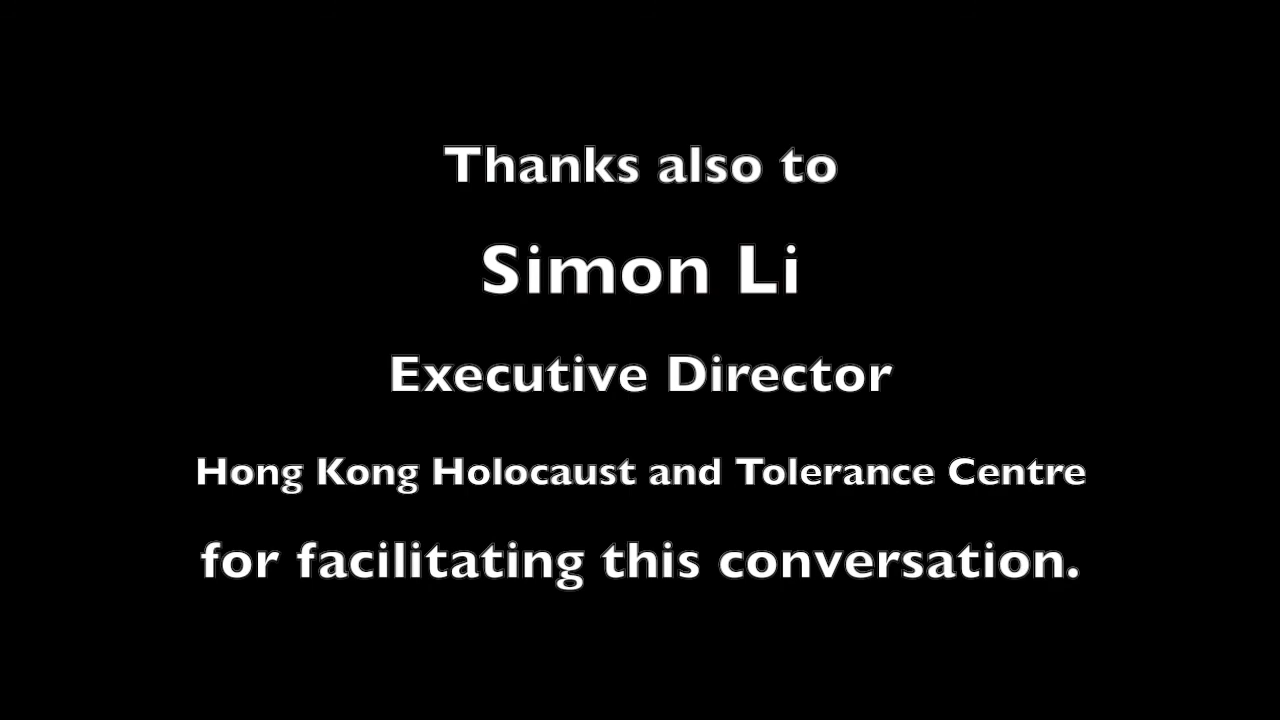 Thanks also to
Simon Li
Executive Director
Hong Kong Holocaust and Tolerance Centre
for facilitating this conversation.